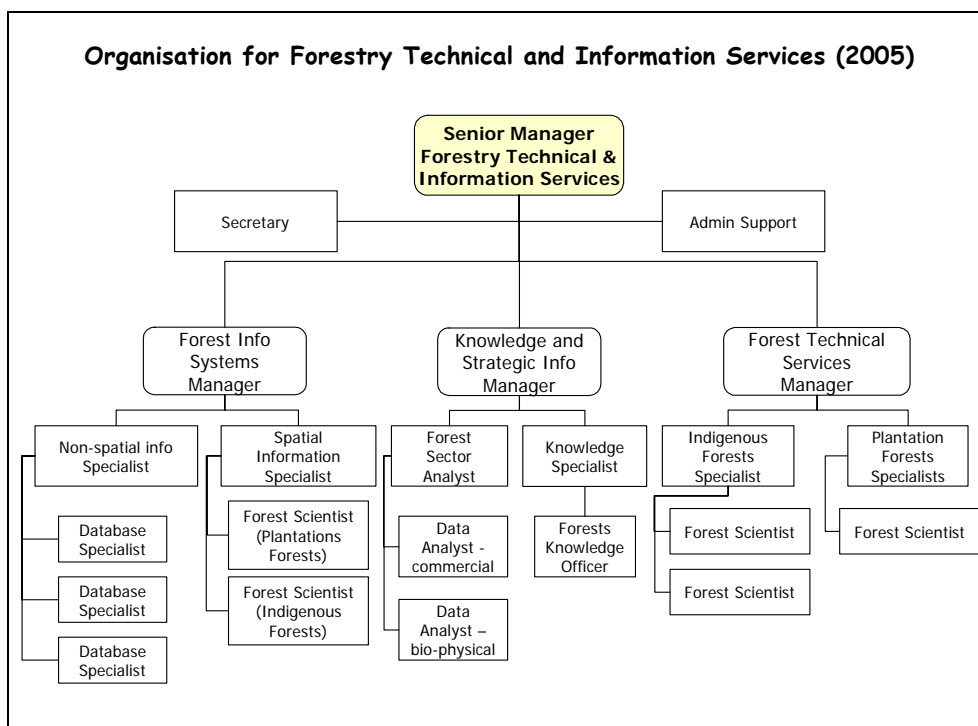 Organisation for Forestry Technical and Information Services (2005)
Senior Manager
Forestry Technical &
Information Services
Secretary
Admin Support
Forest Info
Systems
Manager
Knowledge and
Strategic Info
Manager
Forest Technical
Services
Manager
Non-spatial info
Specialist
Spatial
Information
Specialist
Forest
Sector
Analyst
Knowledge
Specialist
Indigenous
Forests
Specialist
Plantation
Forests
Specialists
Database
Specialist
Database
Specialist
Database
Specialist
Forest Scientist
(Plantations
Forests)
Forest Scientist
(Indigenous
Forests)
Data
Analyst -
commercial
Data
Analyst –
bio-physical
Forests
Knowledge
Officer
Forest Scientist
Forest Scientist
Forest Scientist